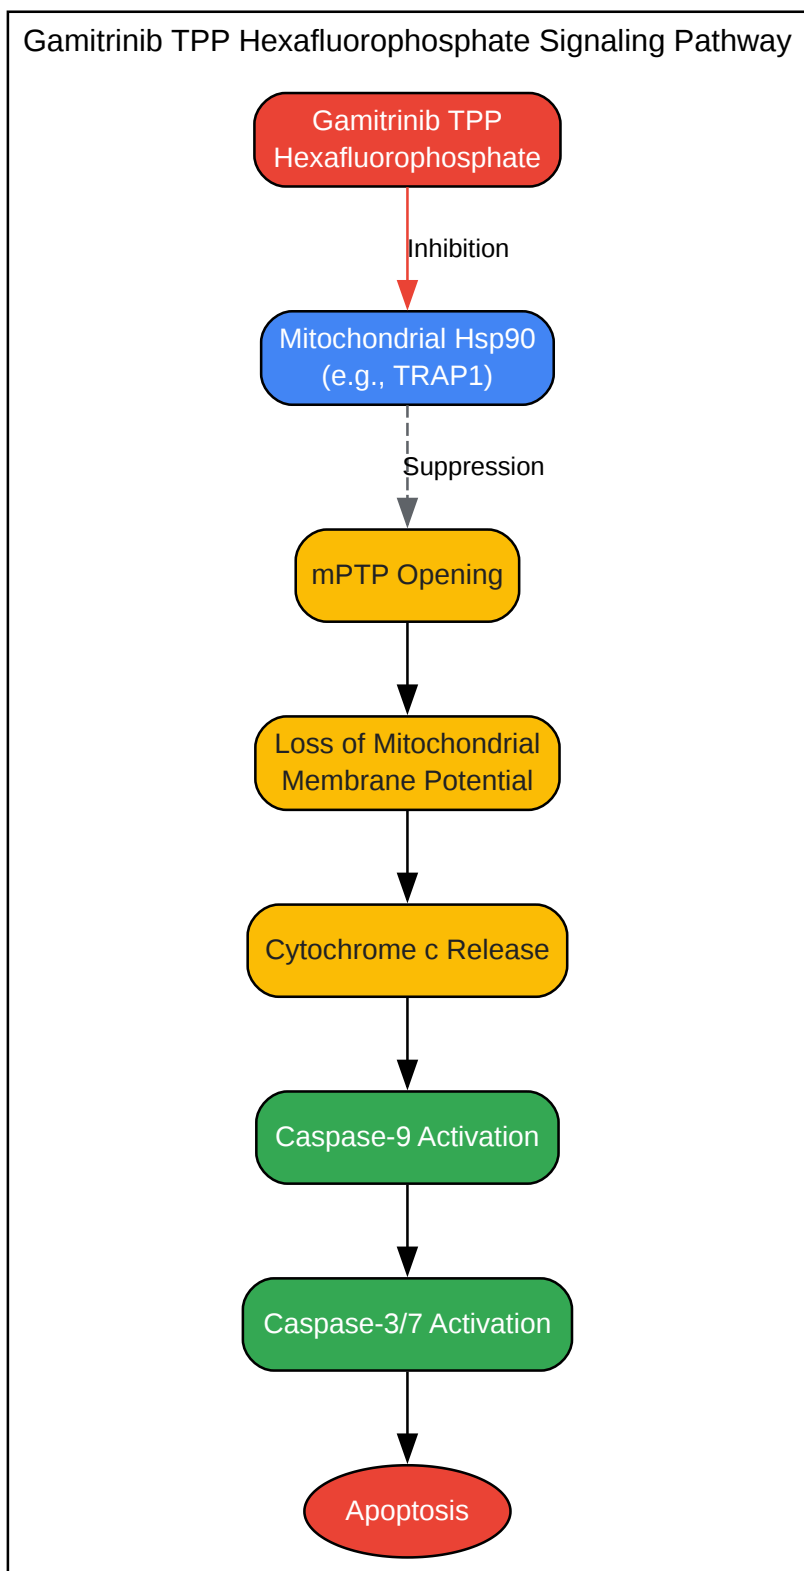 Gamitrinib TPP Hexafluorophosphate Signaling Pathway
Gamitrinib TPP
Hexafluorophosphate
Inhibition
Mitochondrial Hsp90
(e.g., TRAP1)
Suppression
mPTP Opening
Loss of Mitochondrial
Membrane Potential
Cytochrome c Release
Caspase-9 Activation
Caspase-3/7 Activation
Apoptosis